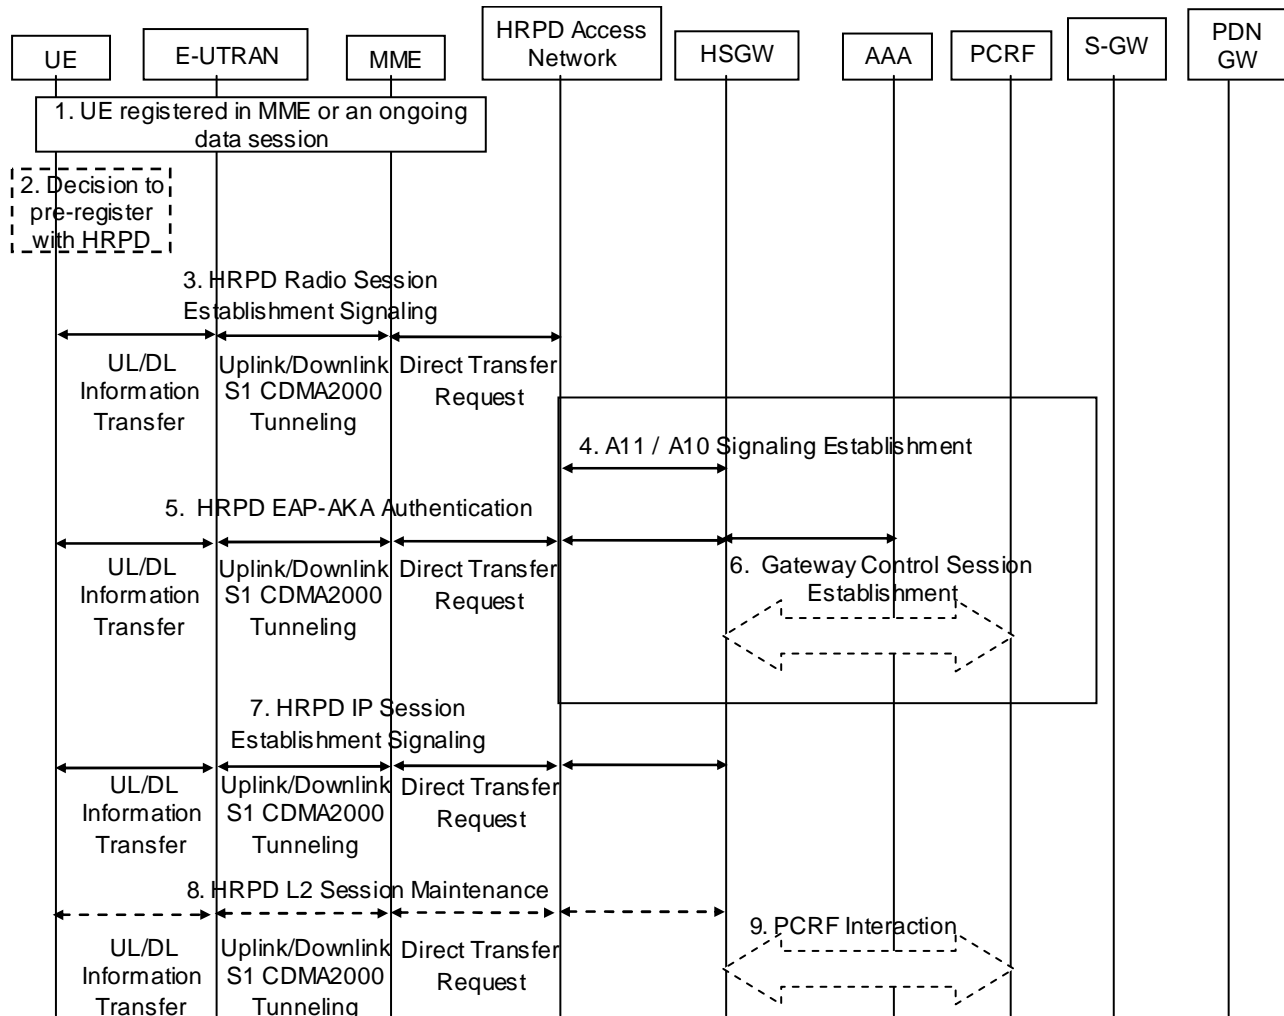 UE
E-UTRAN
MME
HRPD Access
Network
HSGW
AAA
PCRF
S-GW
PDN
GW
1. UE registered in MME or an ongoing
data session
2. Decision to
pre-register
with HRPD
3. HRPD Radio Session
Establishment Signaling
UL/DL
Information
Transfer
Uplink/Downlink
S1 CDMA2000
Tunneling
Direct Transfer
Request
4. A11 / A10 Signaling Establishment
5. HRPD EAP-AKA Authentication
UL/DL
Information
Transfer
Uplink/Downlink
S1 CDMA2000
Tunneling
Direct Transfer
Request
6. Gateway Control Session
Establishment
7. HRPD IP Session
Establishment Signaling
UL/DL
Information
Transfer
Uplink/Downlink
S1 CDMA2000
Tunneling
Direct Transfer
Request
8. HRPD L2 Session Maintenance
UL/DL
Information
Transfer
Uplink/Downlink
S1 CDMA2000
Tunneling
Direct Transfer
Request
9. PCRF Interaction